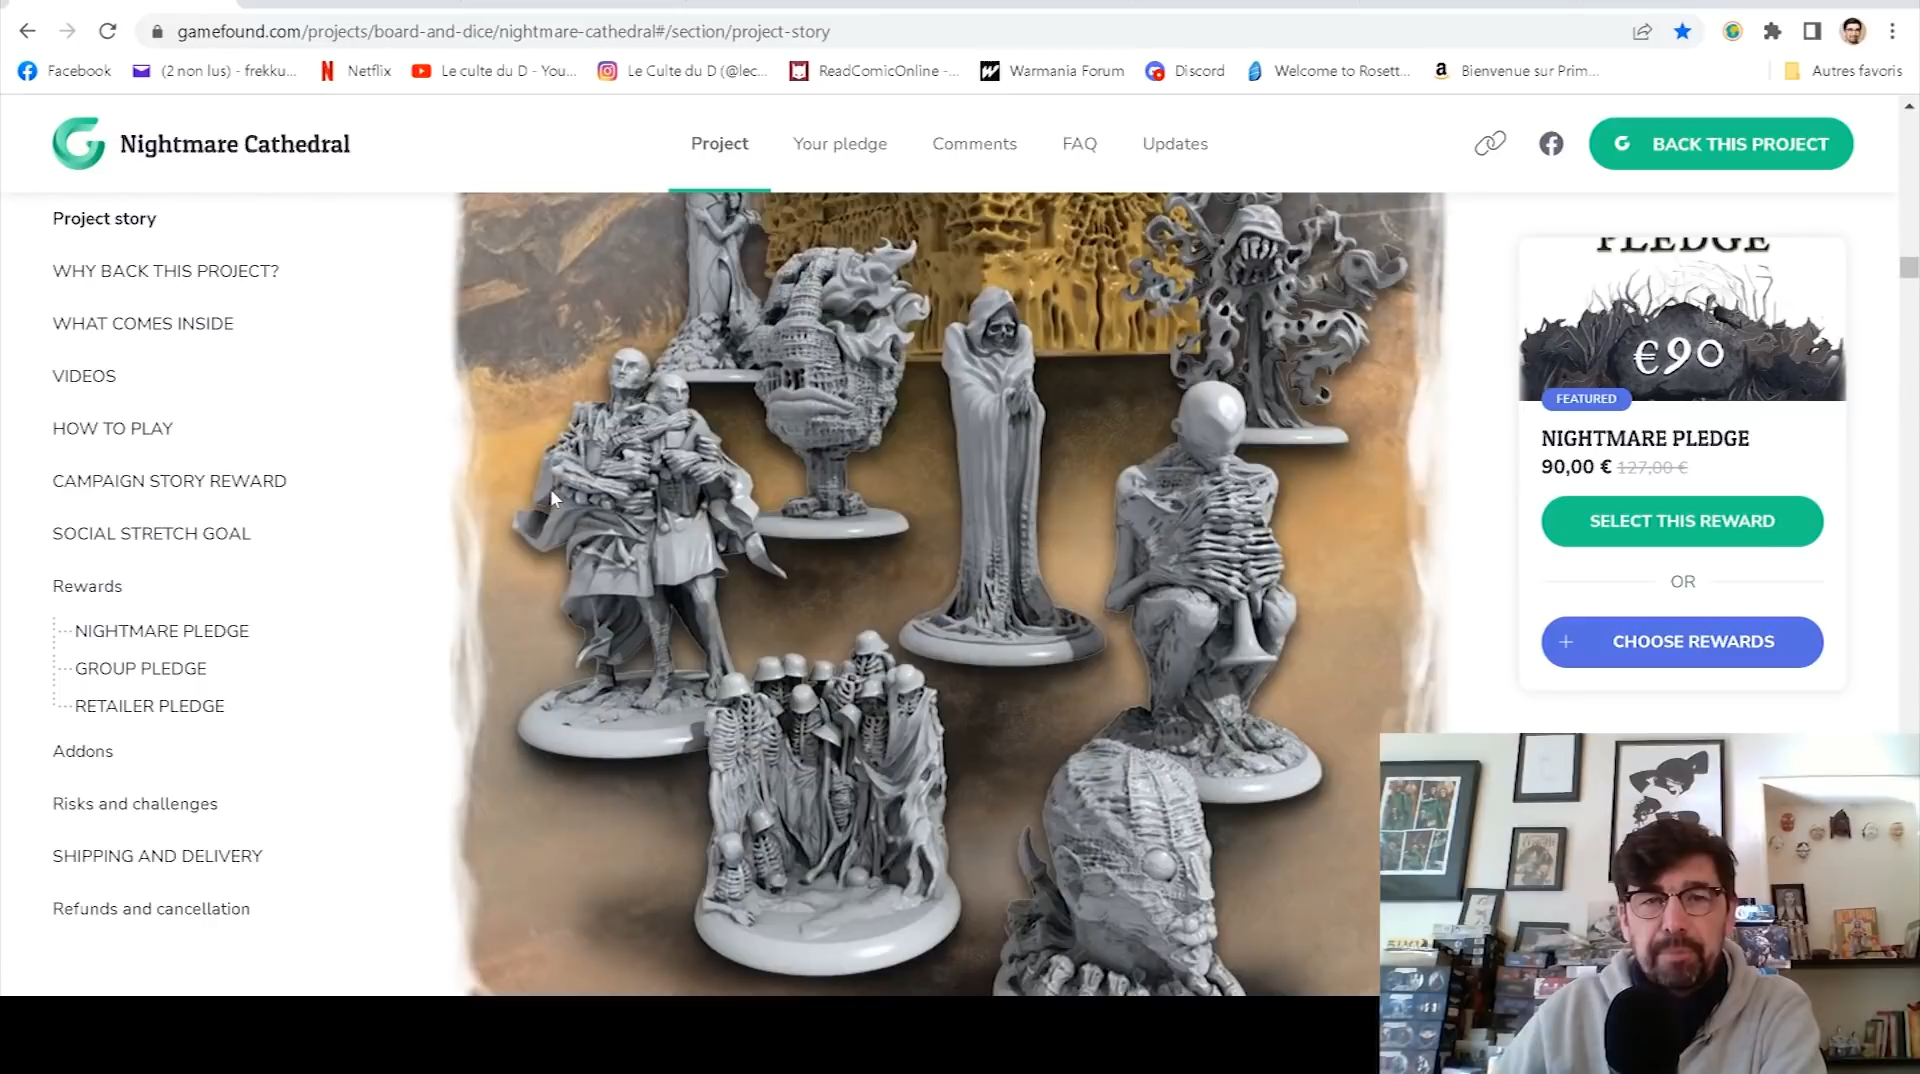 gamefound.com/projects/board-and-dice/nightmare-cathedral#/section/project-story
Facebook
(2 non lus) - frekku...
Netflix
Le culte du D - You...
Le Culte du D (@lec...
ReadComicOnline -...
Warmania Forum
Discord
Welcome to Rosett...
Bienvenue sur Prim...
Autres favoris
Nightmare Cathedral
Project
Your pledge
Comments
FAQ
Updates
BACK THIS PROJECT
Project story
WHY BACK THIS PROJECT?
WHAT COMES INSIDE
VIDEOS
HOW TO PLAY
CAMPAIGN STORY REWARD
SOCIAL STRETCH GOAL
Rewards
NIGHTMARE PLEDGE
GROUP PLEDGE
RETAILER PLEDGE
Addons
Risks and challenges
SHIPPING AND DELIVERY
Refunds and cancellation
PLEDGE
€90
FEATURED
NIGHTMARE PLEDGE
90,00 € 127,00 €
SELECT THIS REWARD
OR
+ CHOOSE REWARDS